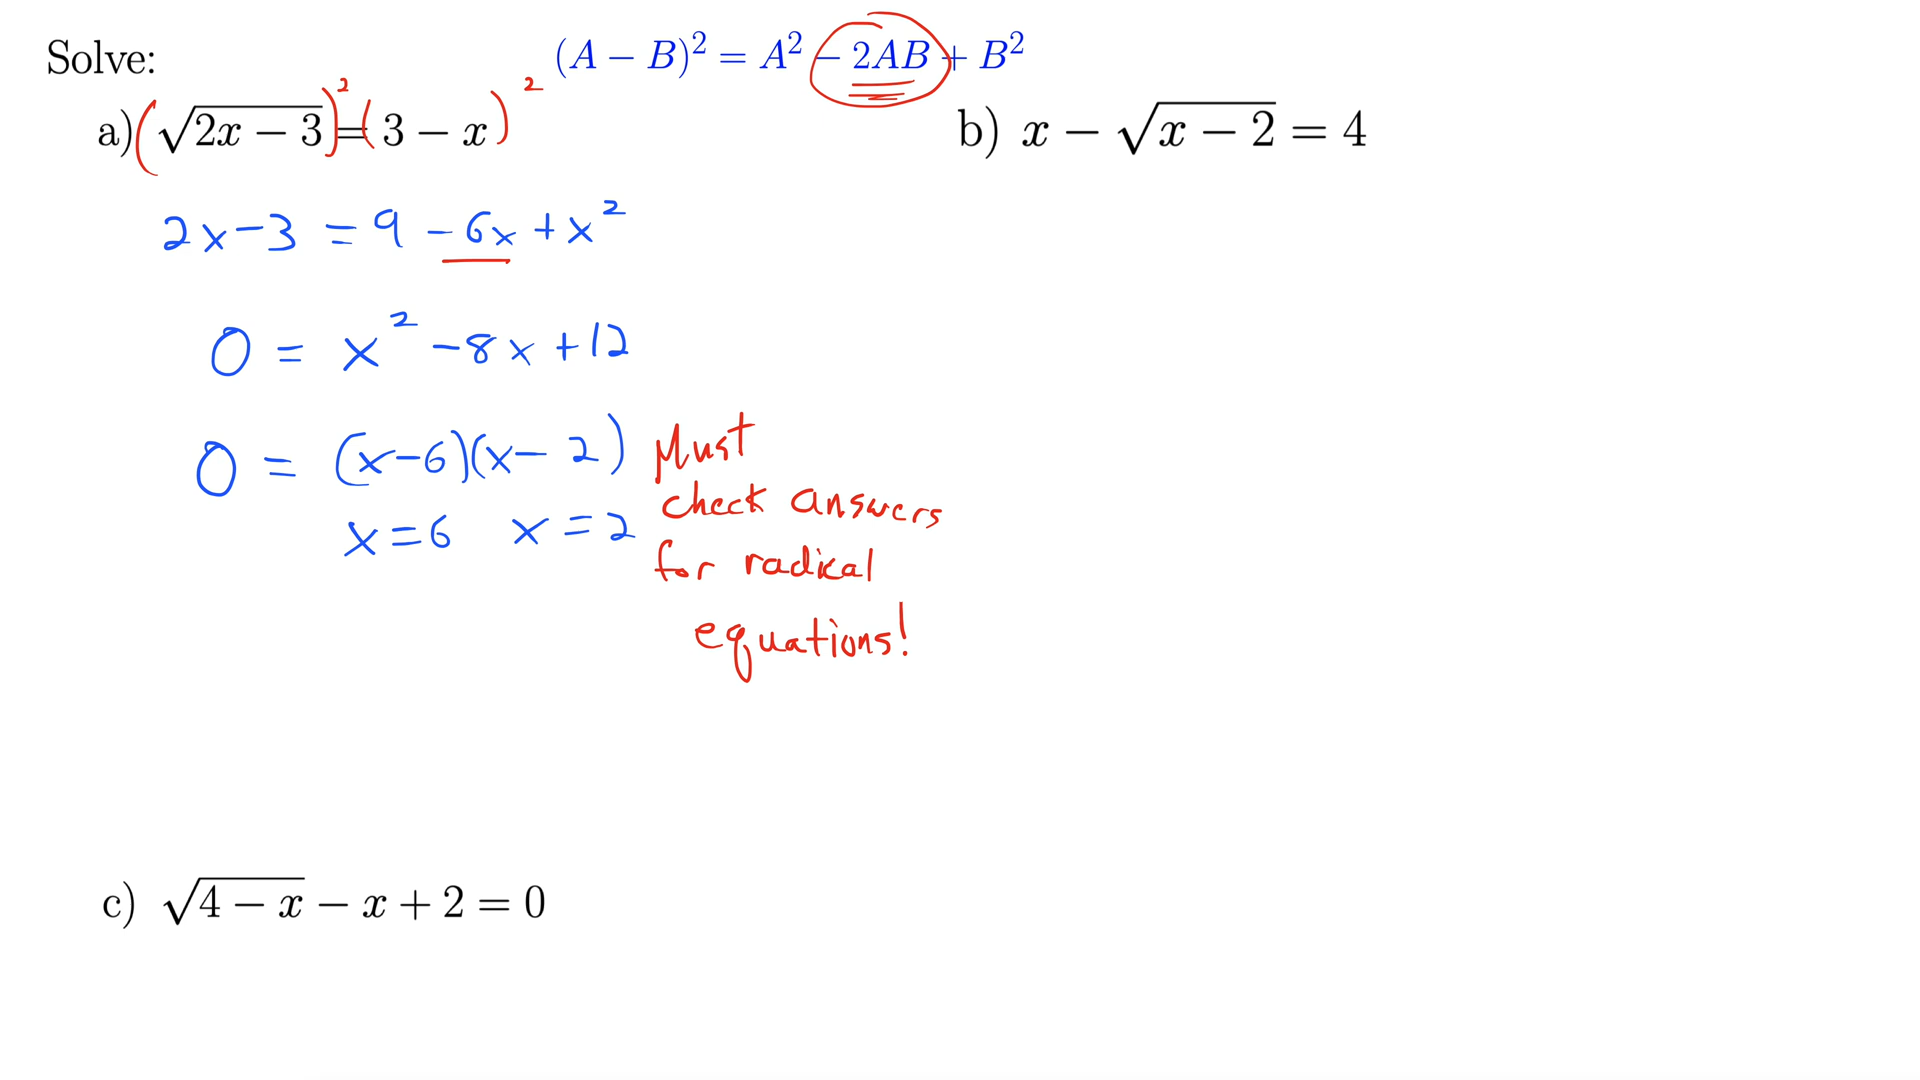 Solve:
(A − B)² = A² − 2AB + B²
a) (√(2x − 3))² = (3 − x)²
b) x − √(x − 2) = 4
2x − 3 = 9 − 6x + x²
0 = x² − 8x + 12
0 = (x − 6)(x − 2)
x = 6 x = 2
Must
check answers
for radical
equations!
c) √(4 − x) − x + 2 = 0